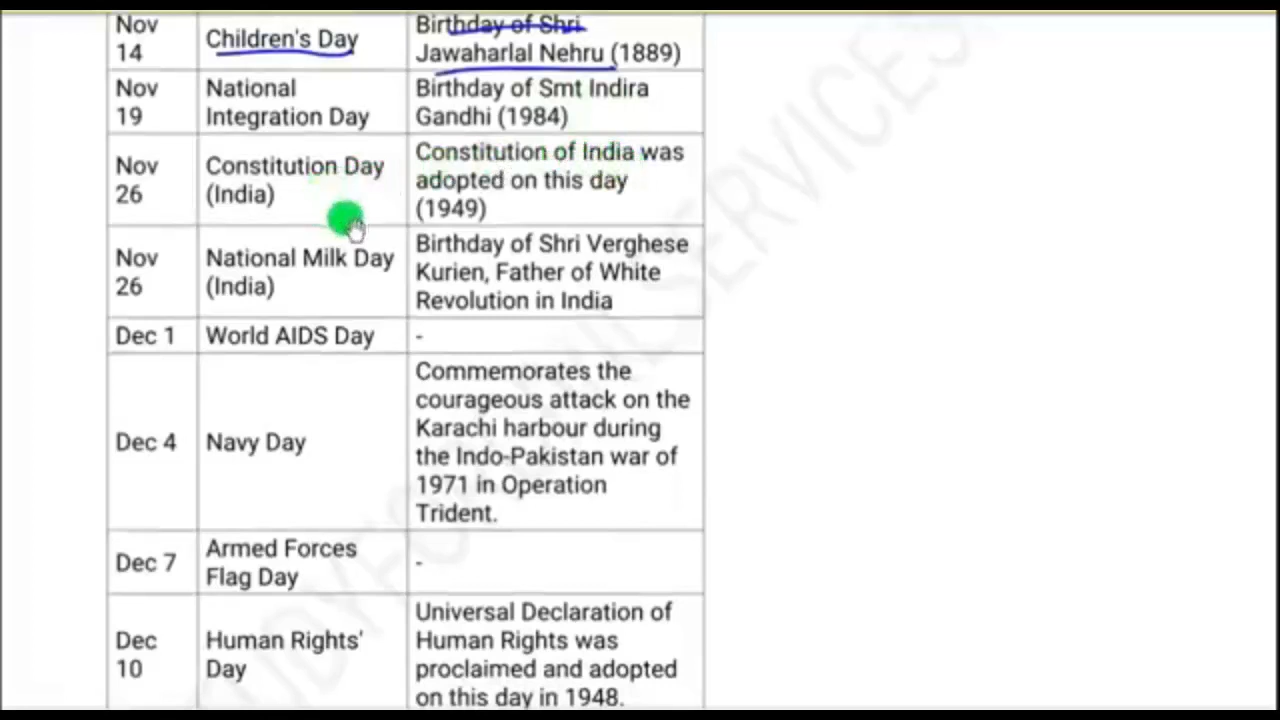 Nov
14
Children's Day
Birthday of Shri
Jawaharlal Nehru (1889)
Nov
19
National
Integration Day
Birthday of Smt Indira
Gandhi (1984)
Nov
26
Constitution Day
(India)
Constitution of India was
adopted on this day
(1949)
Nov
26
National Milk Day
(India)
Birthday of Shri Verghese
Kurien, Father of White
Revolution in India
Dec 1
World AIDS Day
-
Dec 4
Navy Day
Commemorates the
courageous attack on the
Karachi harbour during
the Indo-Pakistan war of
1971 in Operation
Trident.
Dec 7
Armed Forces
Flag Day
-
Dec
10
Human Rights'
Day
Universal Declaration of
Human Rights was
proclaimed and adopted
on this day in 1948.